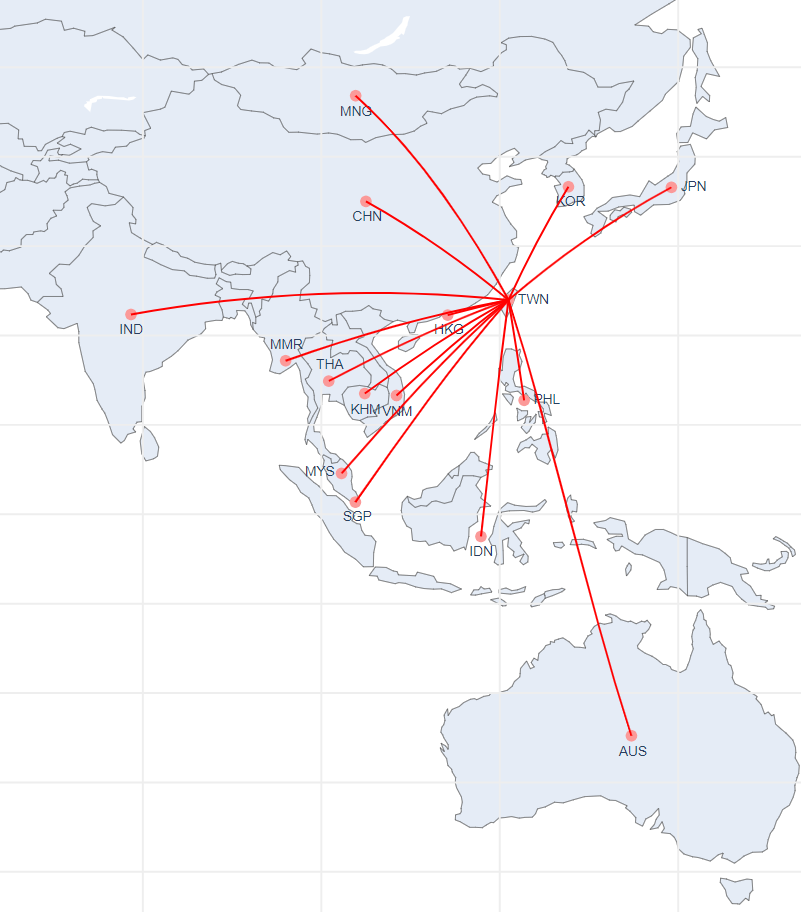 MNG
JPN
KOR
CHN
TWN
IND
HKG
MMR
THA
PHL
KHM
VNM
MYS
SGP
IDN
AUS